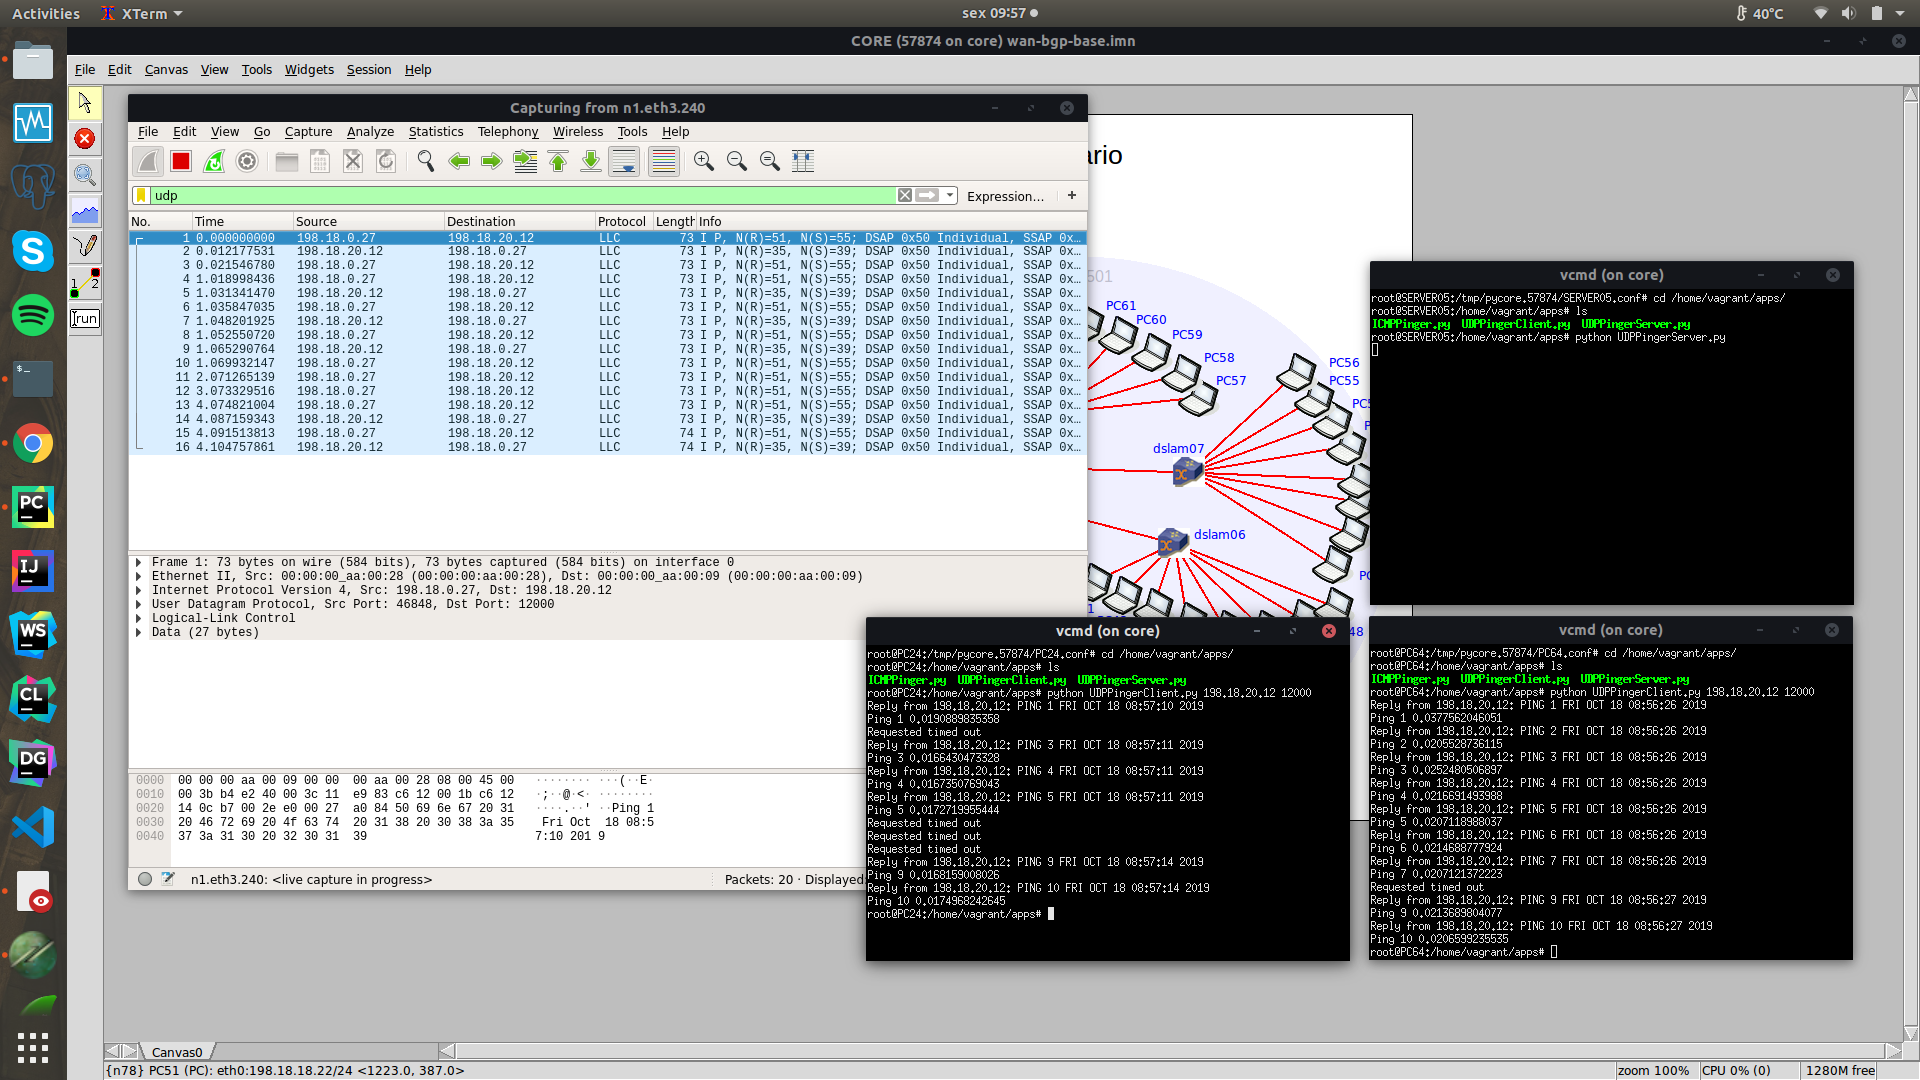 Activities XTerm sex 09:57 40°C
CORE (57874 on core) wan-bgp-base.imn
File Edit Canvas View Tools Widgets Session Help
Capturing from n1.eth3.240
File Edit View Go Capture Analyze Statistics Telephony Wireless Tools Help
udp Expression… +
No. Time Source Destination Protocol Length Info
1 0.000000000 198.18.0.27 198.18.20.12 LLC 73 I P, N(R)=51, N(S)=55; DSAP 0x50 Individual, SSAP 0x…
2 0.012177531 198.18.20.12 198.18.0.27 LLC 73 I P, N(R)=35, N(S)=39; DSAP 0x50 Individual, SSAP 0x…
3 0.021546780 198.18.0.27 198.18.20.12 LLC 73 I P, N(R)=51, N(S)=55; DSAP 0x50 Individual, SSAP 0x…
4 1.018998436 198.18.0.27 198.18.20.12 LLC 73 I P, N(R)=51, N(S)=55; DSAP 0x50 Individual, SSAP 0x…
5 1.031341470 198.18.20.12 198.18.0.27 LLC 73 I P, N(R)=35, N(S)=39; DSAP 0x50 Individual, SSAP 0x…
6 1.035847035 198.18.0.27 198.18.20.12 LLC 73 I P, N(R)=51, N(S)=55; DSAP 0x50 Individual, SSAP 0x…
7 1.048201925 198.18.20.12 198.18.0.27 LLC 73 I P, N(R)=35, N(S)=39; DSAP 0x50 Individual, SSAP 0x…
8 1.052550720 198.18.0.27 198.18.20.12 LLC 73 I P, N(R)=51, N(S)=55; DSAP 0x50 Individual, SSAP 0x…
9 1.065290764 198.18.20.12 198.18.0.27 LLC 73 I P, N(R)=35, N(S)=39; DSAP 0x50 Individual, SSAP 0x…
10 1.069932147 198.18.0.27 198.18.20.12 LLC 73 I P, N(R)=51, N(S)=55; DSAP 0x50 Individual, SSAP 0x…
11 2.071265139 198.18.0.27 198.18.20.12 LLC 73 I P, N(R)=51, N(S)=55; DSAP 0x50 Individual, SSAP 0x…
12 3.073329516 198.18.0.27 198.18.20.12 LLC 73 I P, N(R)=51, N(S)=55; DSAP 0x50 Individual, SSAP 0x…
13 4.074821004 198.18.0.27 198.18.20.12 LLC 73 I P, N(R)=51, N(S)=55; DSAP 0x50 Individual, SSAP 0x…
14 4.087159343 198.18.20.12 198.18.0.27 LLC 73 I P, N(R)=35, N(S)=39; DSAP 0x50 Individual, SSAP 0x…
15 4.091513813 198.18.0.27 198.18.20.12 LLC 74 I P, N(R)=51, N(S)=55; DSAP 0x50 Individual, SSAP 0x…
16 4.104757861 198.18.20.12 198.18.0.27 LLC 74 I P, N(R)=35, N(S)=39; DSAP 0x50 Individual, SSAP 0x…
Frame 1: 73 bytes on wire (584 bits), 73 bytes captured (584 bits) on interface 0
Ethernet II, Src: 00:00:00_aa:00:28 (00:00:00:aa:00:28), Dst: 00:00:00_aa:00:09 (00:00:00:aa:00:09)
Internet Protocol Version 4, Src: 198.18.0.27, Dst: 198.18.20.12
User Datagram Protocol, Src Port: 46848, Dst Port: 12000
Logical-Link Control
Data (27 bytes)
0000 00 00 00 aa 00 09 00 00 00 aa 00 28 08 00 45 00 ········ ···(··E·
0010 00 3b b4 e2 40 00 3c 11 e9 83 c6 12 00 1b c6 12 ·;··@·<· ········
0020 14 0c b7 00 2e e0 00 27 a0 84 50 69 6e 67 20 31 ····.··' ··Ping 1
0030 20 46 72 69 20 4f 63 74 20 31 38 20 30 38 3a 35 Fri Oct 18 08:5
0040 37 3a 31 30 20 32 30 31 39 7:10 201 9
n1.eth3.240: <live capture in progress> Packets: 20 · Displayed:
ario
501
PC61
PC60
PC59
PC58
PC57
PC56
PC55
dslam07
dslam06
1
48
vcmd (on core)
root@SERVER05:/tmp/pycore.57874/SERVER05.conf# cd /home/vagrant/apps/
root@SERVER05:/home/vagrant/apps# ls
ICMPPinger.py UDPPingerClient.py UDPPingerServer.py
root@SERVER05:/home/vagrant/apps# python UDPPingerServer.py
vcmd (on core)
root@PC24:/tmp/pycore.57874/PC24.conf# cd /home/vagrant/apps/
root@PC24:/home/vagrant/apps# ls
ICMPPinger.py UDPPingerClient.py UDPPingerServer.py
root@PC24:/home/vagrant/apps# python UDPPingerClient.py 198.18.20.12 12000
Reply from 198.18.20.12: PING 1 FRI OCT 18 08:57:10 2019
Ping 1 0.0190889835358
Requested timed out
Reply from 198.18.20.12: PING 3 FRI OCT 18 08:57:11 2019
Ping 3 0.0166430473328
Reply from 198.18.20.12: PING 4 FRI OCT 18 08:57:11 2019
Ping 4 0.0167350769043
Reply from 198.18.20.12: PING 5 FRI OCT 18 08:57:11 2019
Ping 5 0.0172719955444
Requested timed out
Requested timed out
Requested timed out
Reply from 198.18.20.12: PING 9 FRI OCT 18 08:57:14 2019
Ping 9 0.0168159008026
Reply from 198.18.20.12: PING 10 FRI OCT 18 08:57:14 2019
Ping 10 0.0174968242645
root@PC24:/home/vagrant/apps#
vcmd (on core)
root@PC64:/tmp/pycore.57874/PC64.conf# cd /home/vagrant/apps/
root@PC64:/home/vagrant/apps# ls
ICMPPinger.py UDPPingerClient.py UDPPingerServer.py
root@PC64:/home/vagrant/apps# python UDPPingerClient.py 198.18.20.12 12000
Reply from 198.18.20.12: PING 1 FRI OCT 18 08:56:26 2019
Ping 1 0.0377562046051
Reply from 198.18.20.12: PING 2 FRI OCT 18 08:56:26 2019
Ping 2 0.0205528736115
Reply from 198.18.20.12: PING 3 FRI OCT 18 08:56:26 2019
Ping 3 0.0252480506897
Reply from 198.18.20.12: PING 4 FRI OCT 18 08:56:26 2019
Ping 4 0.0216691493988
Reply from 198.18.20.12: PING 5 FRI OCT 18 08:56:26 2019
Ping 5 0.0207118988037
Reply from 198.18.20.12: PING 6 FRI OCT 18 08:56:26 2019
Ping 6 0.0214688777924
Reply from 198.18.20.12: PING 7 FRI OCT 18 08:56:26 2019
Ping 7 0.0207121372223
Requested timed out
Reply from 198.18.20.12: PING 9 FRI OCT 18 08:56:27 2019
Ping 9 0.0213689804077
Reply from 198.18.20.12: PING 10 FRI OCT 18 08:56:27 2019
Ping 10 0.0206599235535
root@PC64:/home/vagrant/apps#
run
PC
IJ
WS
CL
DG
Canvas0
{n78} PC51 (PC): eth0:198.18.18.22/24 <1223.0, 387.0> zoom 100% CPU 0% (0) 1280M free